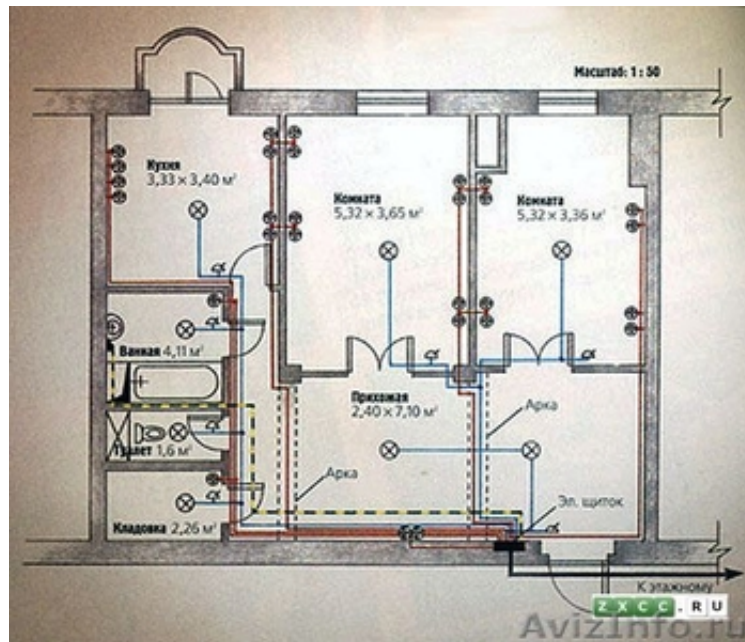 Масштаб: 1 : 50
Кухня
3,33 × 3,40 м²
Комната
5,32 × 3,65 м²
Комната
5,32 × 3,36 м²
Ванная 4,11 м²
Прихожая
2,40 × 7,10 м²
Арка
Туалет 1,6 м²
Арка
Эл. щиток
Кладовка 2,26 м²
К этажному
ZXCC.RU
AvizInfo.ru